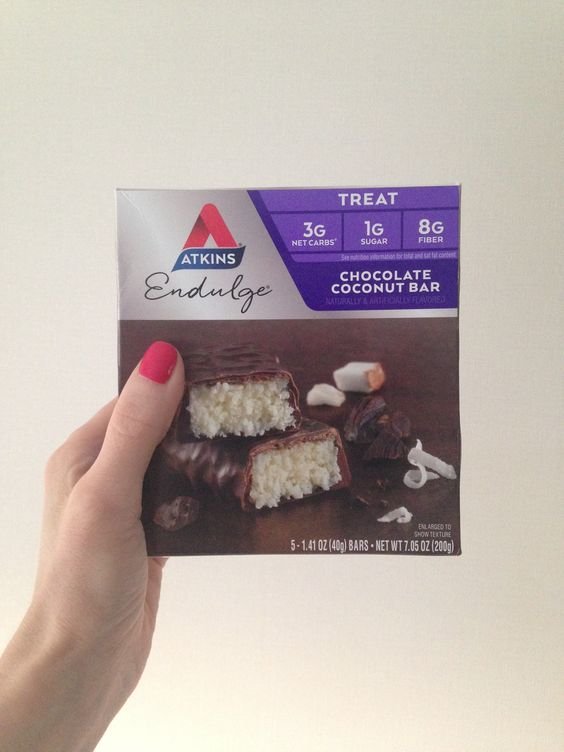 TREAT
3G
NET CARBS*
1G
SUGAR
8G
FIBER
See nutrition information for total and sat fat content
ATKINS
Endulge®
CHOCOLATE
COCONUT BAR
NATURALLY & ARTIFICIALLY FLAVORED
ENLARGED TO
SHOW TEXTURE
5 - 1.41 OZ (40g) BARS • NET WT 7.05 OZ (200g)